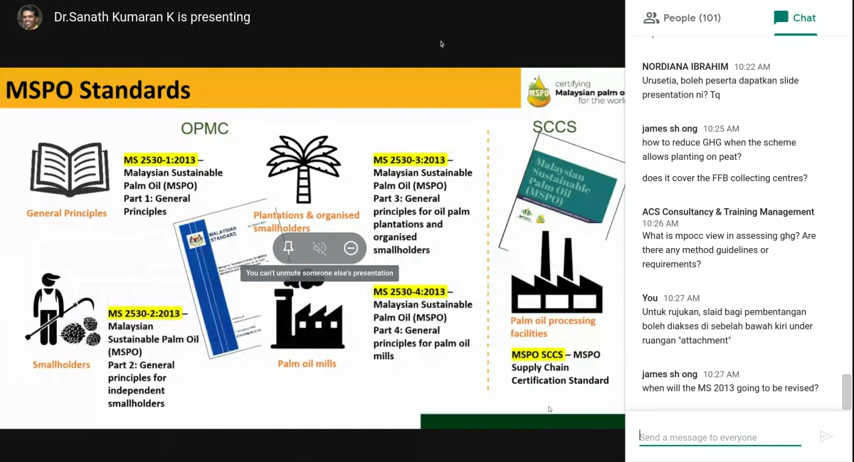 Dr.Sanath Kumaran K is presenting
People (101)
Chat
MSPO Standards
MSPO
certifying
Malaysian palm o
for the world
OPMC
SCCS
General Principles
MS 2530-1:2013 –
Malaysian Sustainable
Palm Oil (MSPO)
Part 1: General
Principles
Plantations & organised
smallholders
MS 2530-3:2013 –
Malaysian Sustainable
Palm Oil (MSPO)
Part 3: General
principles for oil palm
plantations and
organised
smallholders
MALAYSIAN
STANDARD
Malaysian
Sustainable
Palm Oil
(MSPO)
You can't unmute someone else's presentation
Smallholders
MS 2530-2:2013 –
Malaysian
Sustainable Palm Oil
(MSPO)
Part 2: General
principles for
independent
smallholders
Palm oil mills
MS 2530-4:2013 –
Malaysian Sustainable
Palm Oil (MSPO)
Part 4: General
principles for palm oil
mills
Palm oil processing
facilities
MSPO SCCS – MSPO
Supply Chain
Certification Standard
NORDIANA IBRAHIM 10:22 AM
Urusetia, boleh peserta dapatkan slide
presentation ni? Tq
james sh ong 10:25 AM
how to reduce GHG when the scheme
allows planting on peat?
does it cover the FFB collecting centres?
ACS Consultancy & Training Management
10:26 AM
What is mpocc view in assessing ghg? Are
there any method guidelines or
requirements?
You 10:27 AM
Untuk rujukan, slaid bagi pembentangan
boleh diakses di sebelah bawah kiri under
ruangan "attachment"
james sh ong 10:27 AM
when will the MS 2013 going to be revised?
Send a message to everyone